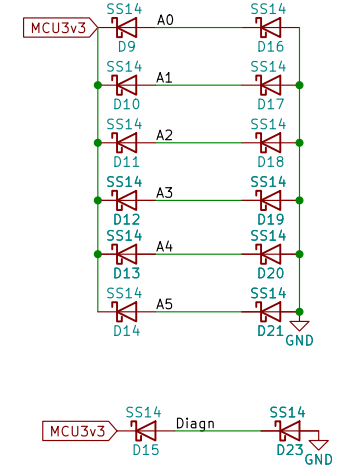 SS14 SS14
MCU3v3 A0
D9 D16
SS14 SS14
A1
D10 D17
SS14 SS14
A2
D11 D18
SS14 SS14
A3
D12 D19
SS14 SS14
A4
D13 D20
SS14 SS14
A5
D14 D21
GND
SS14 SS14
MCU3v3 Diagn
D15 D23
GND